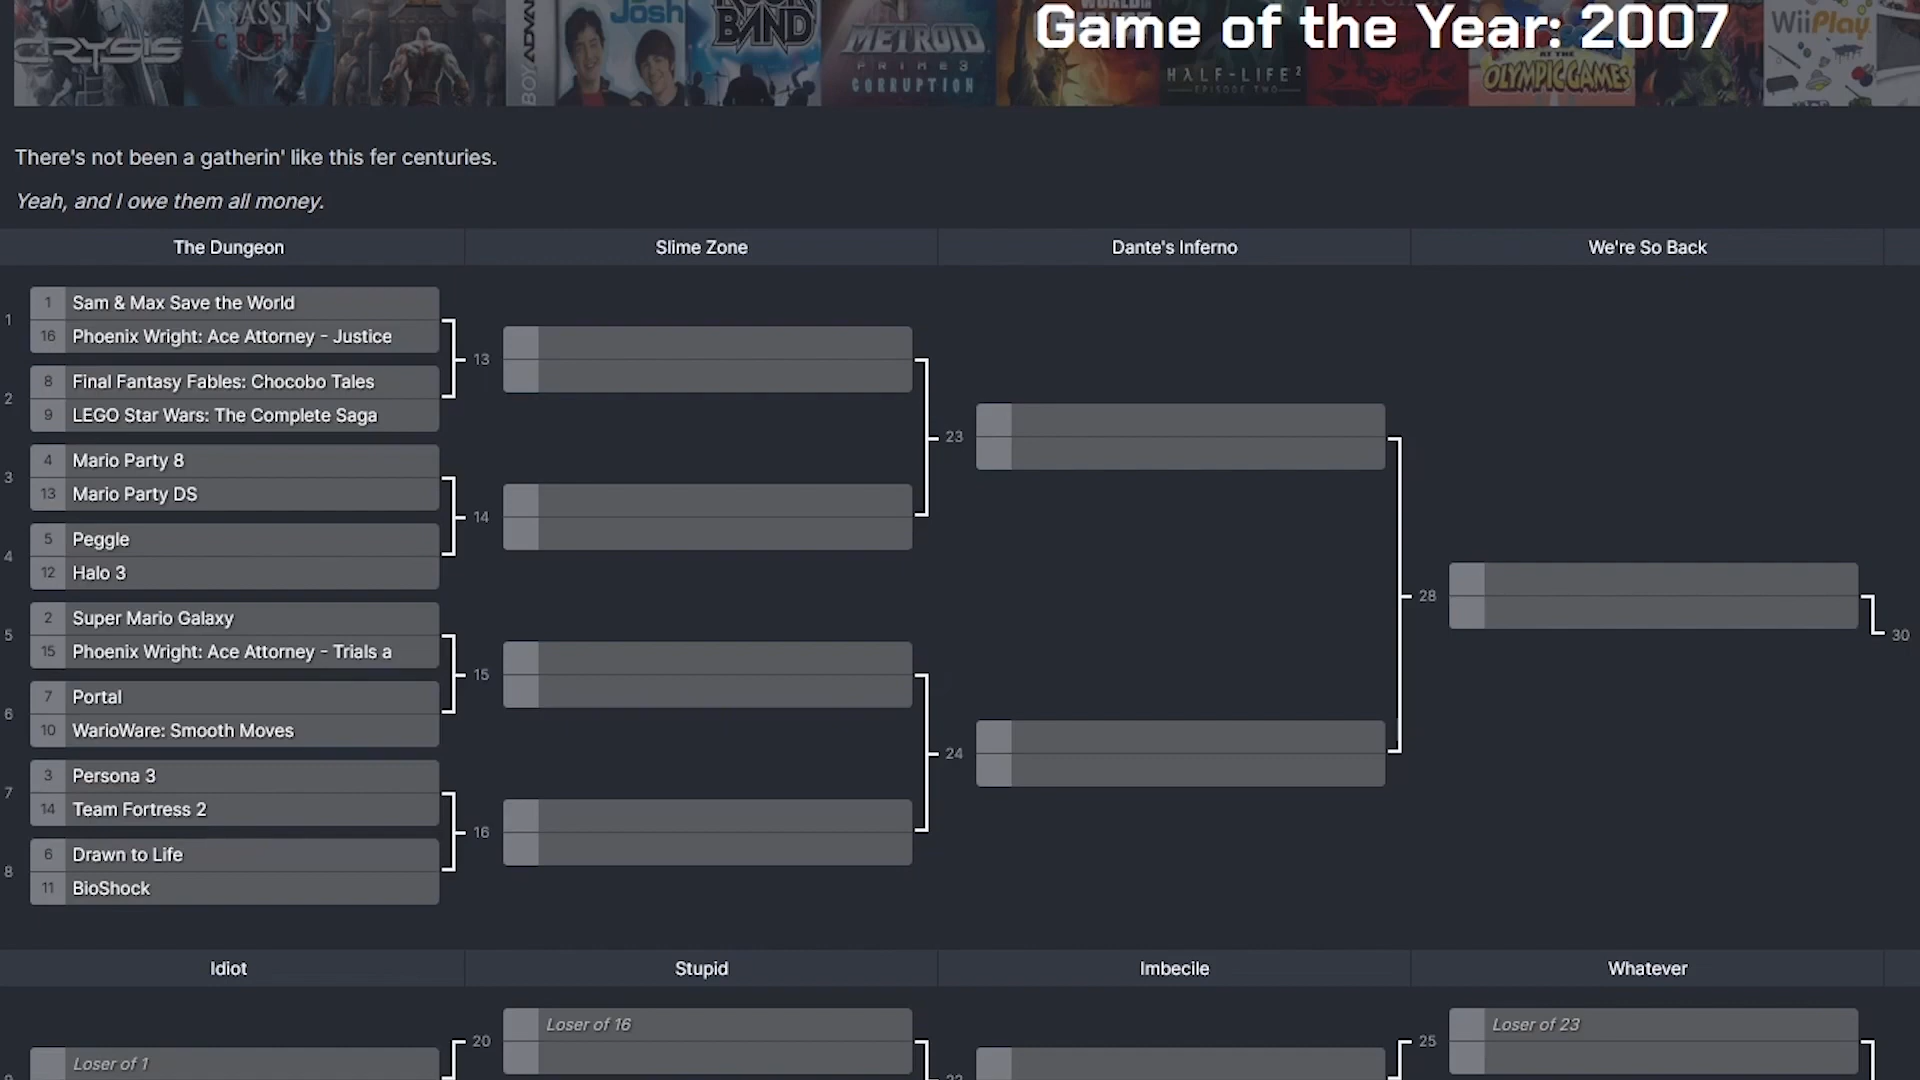 CRYSIS
ASSASSIN'S
CREED
II
BOY ADVAN
Josh
BAND
METROID
PRIME 3
CORRUPTION
HALF-LIFE 2
EPISODE TWO
AT THE
OLYMPIC GAMES
Wii Play
Game of the Year: 2007
There's not been a gatherin' like this fer centuries.
Yeah, and I owe them all money.
The Dungeon
Slime Zone
Dante's Inferno
We're So Back
1
1 Sam & Max Save the World
16 Phoenix Wright: Ace Attorney - Justice
2
8 Final Fantasy Fables: Chocobo Tales
9 LEGO Star Wars: The Complete Saga
3
4 Mario Party 8
13 Mario Party DS
4
5 Peggle
12 Halo 3
5
2 Super Mario Galaxy
15 Phoenix Wright: Ace Attorney - Trials a
6
7 Portal
10 WarioWare: Smooth Moves
7
3 Persona 3
14 Team Fortress 2
8
6 Drawn to Life
11 BioShock
13
14
15
16
23
24
28
30
Idiot
Stupid
Imbecile
Whatever
Loser of 1
20
Loser of 16
25
Loser of 23